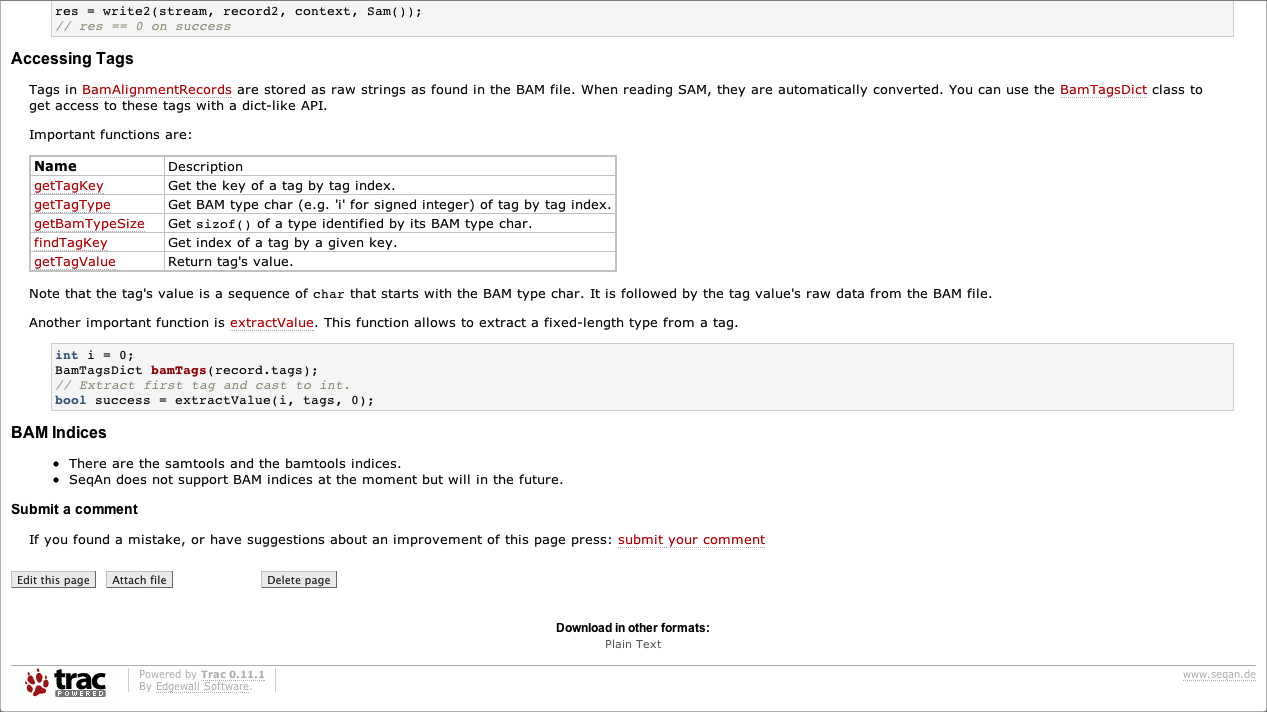 res = write2(stream, record2, context, Sam());
// res == 0 on success
Accessing Tags
Tags in BamAlignmentRecords are stored as raw strings as found in the BAM file. When reading SAM, they are automatically converted. You can use the BamTagsDict class to
get access to these tags with a dict-like API.
Important functions are:
Name Description
getTagKey Get the key of a tag by tag index.
getTagType Get BAM type char (e.g. 'i' for signed integer) of tag by tag index.
getBamTypeSize Get sizof() of a type identified by its BAM type char.
findTagKey Get index of a tag by a given key.
getTagValue Return tag's value.
Note that the tag's value is a sequence of char that starts with the BAM type char. It is followed by the tag value's raw data from the BAM file.
Another important function is extractValue. This function allows to extract a fixed-length type from a tag.
int i = 0;
BamTagsDict bamTags(record.tags);
// Extract first tag and cast to int.
bool success = extractValue(i, tags, 0);
BAM Indices
• There are the samtools and the bamtools indices.
• SeqAn does not support BAM indices at the moment but will in the future.
Submit a comment
If you found a mistake, or have suggestions about an improvement of this page press: submit your comment
Edit this page Attach file Delete page
Download in other formats:
Plain Text
trac POWERED
Powered by Trac 0.11.1
By Edgewall Software.
www.seqan.de